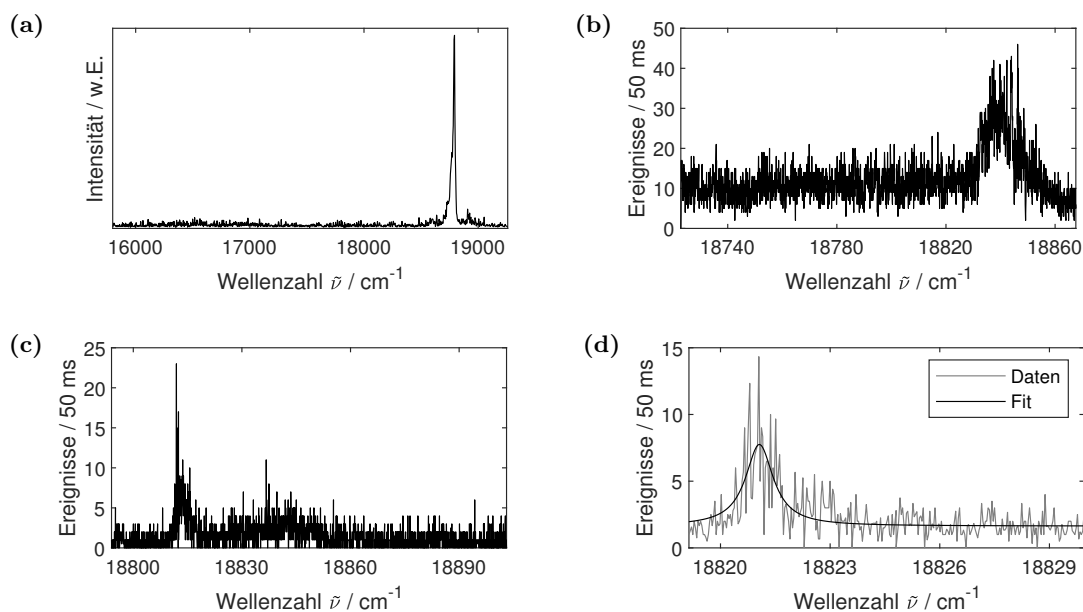 (a)
Intensität / w.E.
16000 17000 18000 19000
Wellenzahl ν̃ / cm⁻¹
(b)
Ereignisse / 50 ms
50
40
30
20
10
0
18740 18780 18820 18860
Wellenzahl ν̃ / cm⁻¹
(c)
Ereignisse / 50 ms
25
20
15
10
5
0
18800 18830 18860 18890
Wellenzahl ν̃ / cm⁻¹
(d)
Ereignisse / 50 ms
15
10
5
0
Daten
Fit
18820 18823 18826 18829
Wellenzahl ν̃ / cm⁻¹